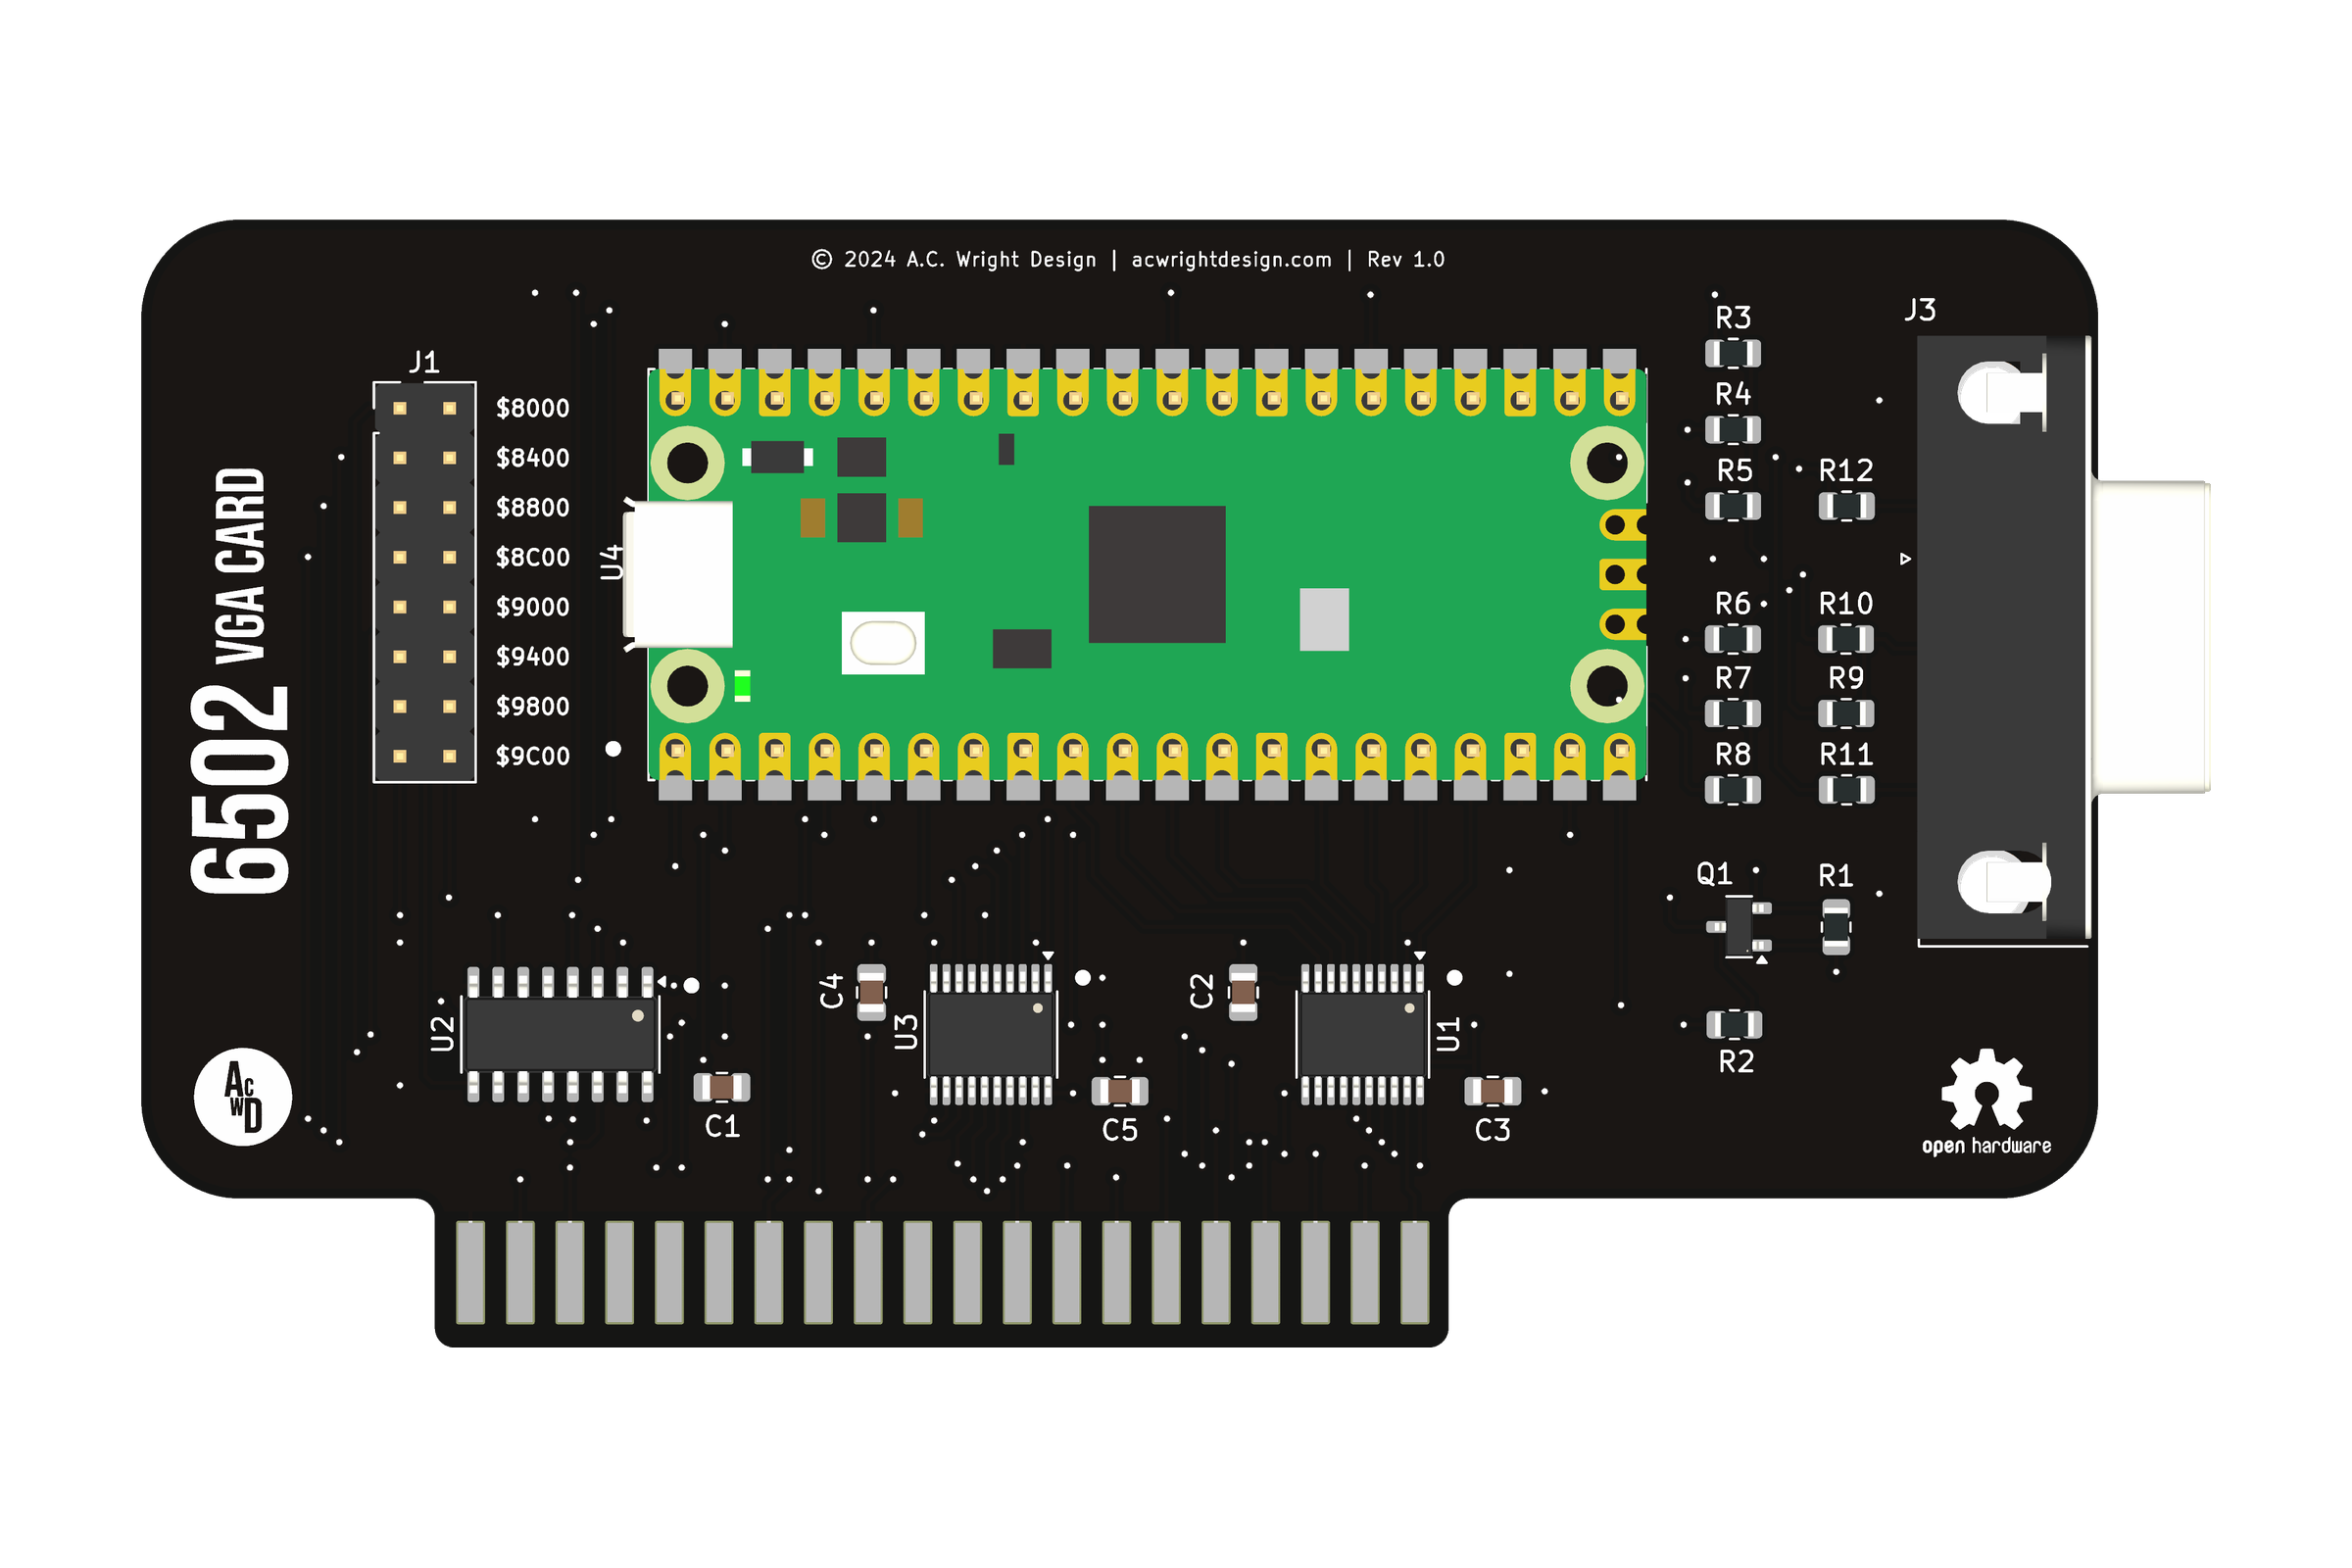 © 2024 A.C. Wright Design | acwrightdesign.com | Rev 1.0
J1
$8000
$8400
$8800
$8C00
$9000
$9400
$9800
$9C00
6502 VGA CARD
U4
R3
R4
R5
R12
R6
R10
R7
R9
R8
R11
J3
Q1
R1
R2
U2
C1
C4
U3
C5
C2
U1
C3
ACWD
open hardware